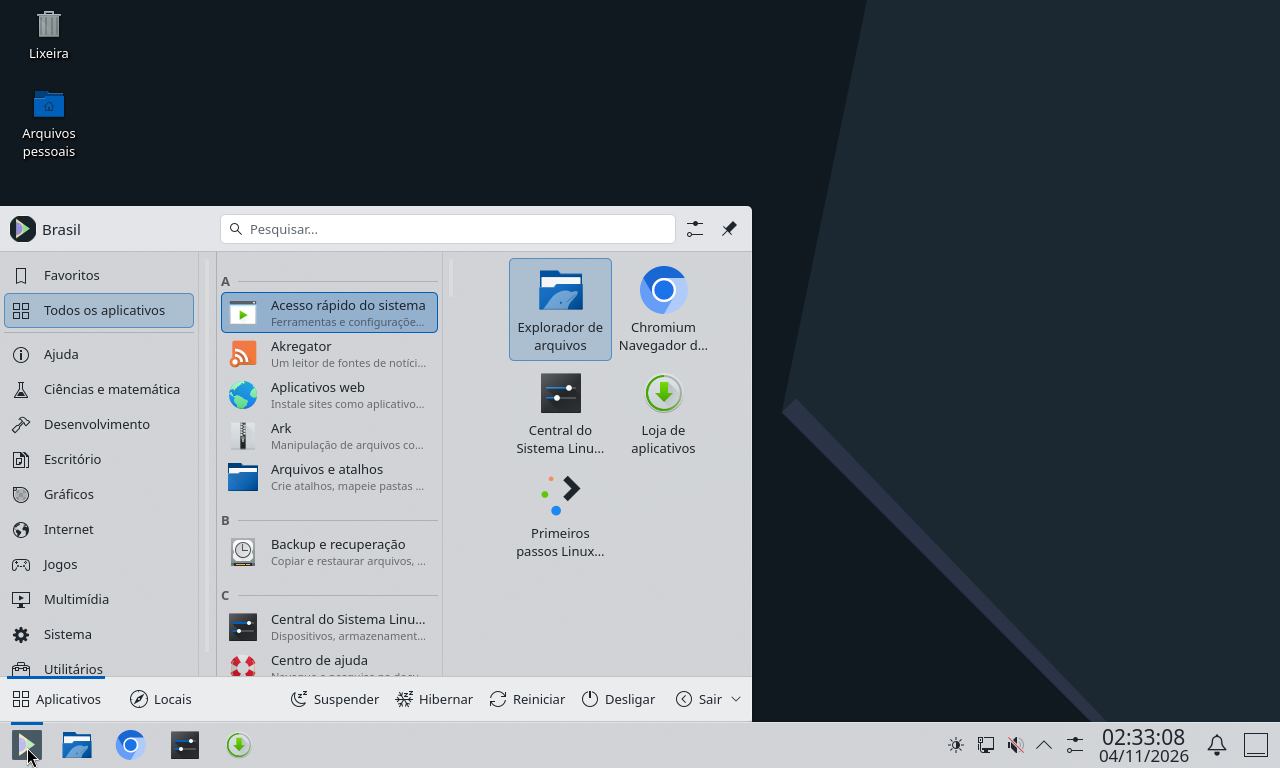 Lixeira
Arquivos
pessoais
Brasil
Pesquisar...
Favoritos
Todos os aplicativos
Ajuda
Ciências e matemática
Desenvolvimento
Escritório
Gráficos
Internet
Jogos
Multimídia
Sistema
Utilitários
A
Acesso rápido do sistema
Ferramentas e configuraçõe...
Akregator
Um leitor de fontes de notíci...
Aplicativos web
Instale sites como aplicativo...
Ark
Manipulação de arquivos co...
Arquivos e atalhos
Crie atalhos, mapeie pastas ...
B
Backup e recuperação
Copiar e restaurar arquivos, ...
C
Central do Sistema Linu...
Dispositivos, armazenament...
Centro de ajuda
Explorador de
arquivos
Chromium
Navegador d...
Central do
Sistema Linu...
Loja de
aplicativos
Primeiros
passos Linux...
Aplicativos
Locais
Suspender
Hibernar
Reiniciar
Desligar
Sair
02:33:08
04/11/2026